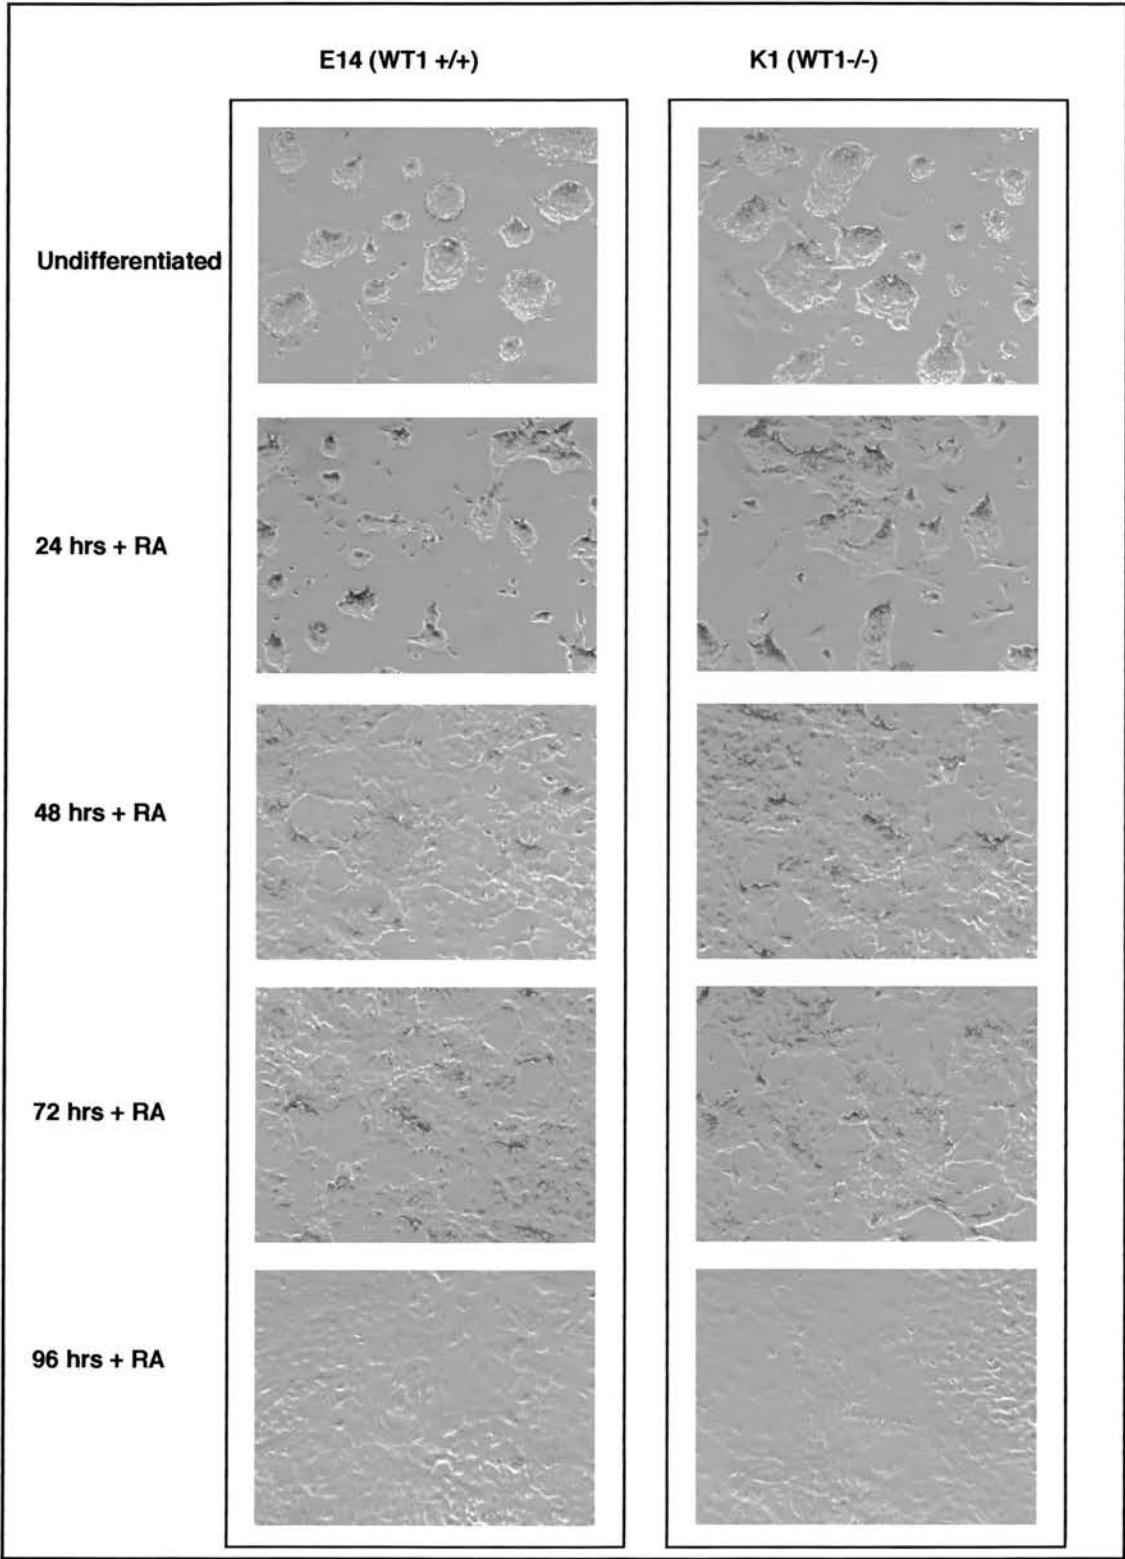 E14 (WT1 +/+)
K1 (WT1-/-)
Undifferentiated
24 hrs + RA
48 hrs + RA
72 hrs + RA
96 hrs + RA